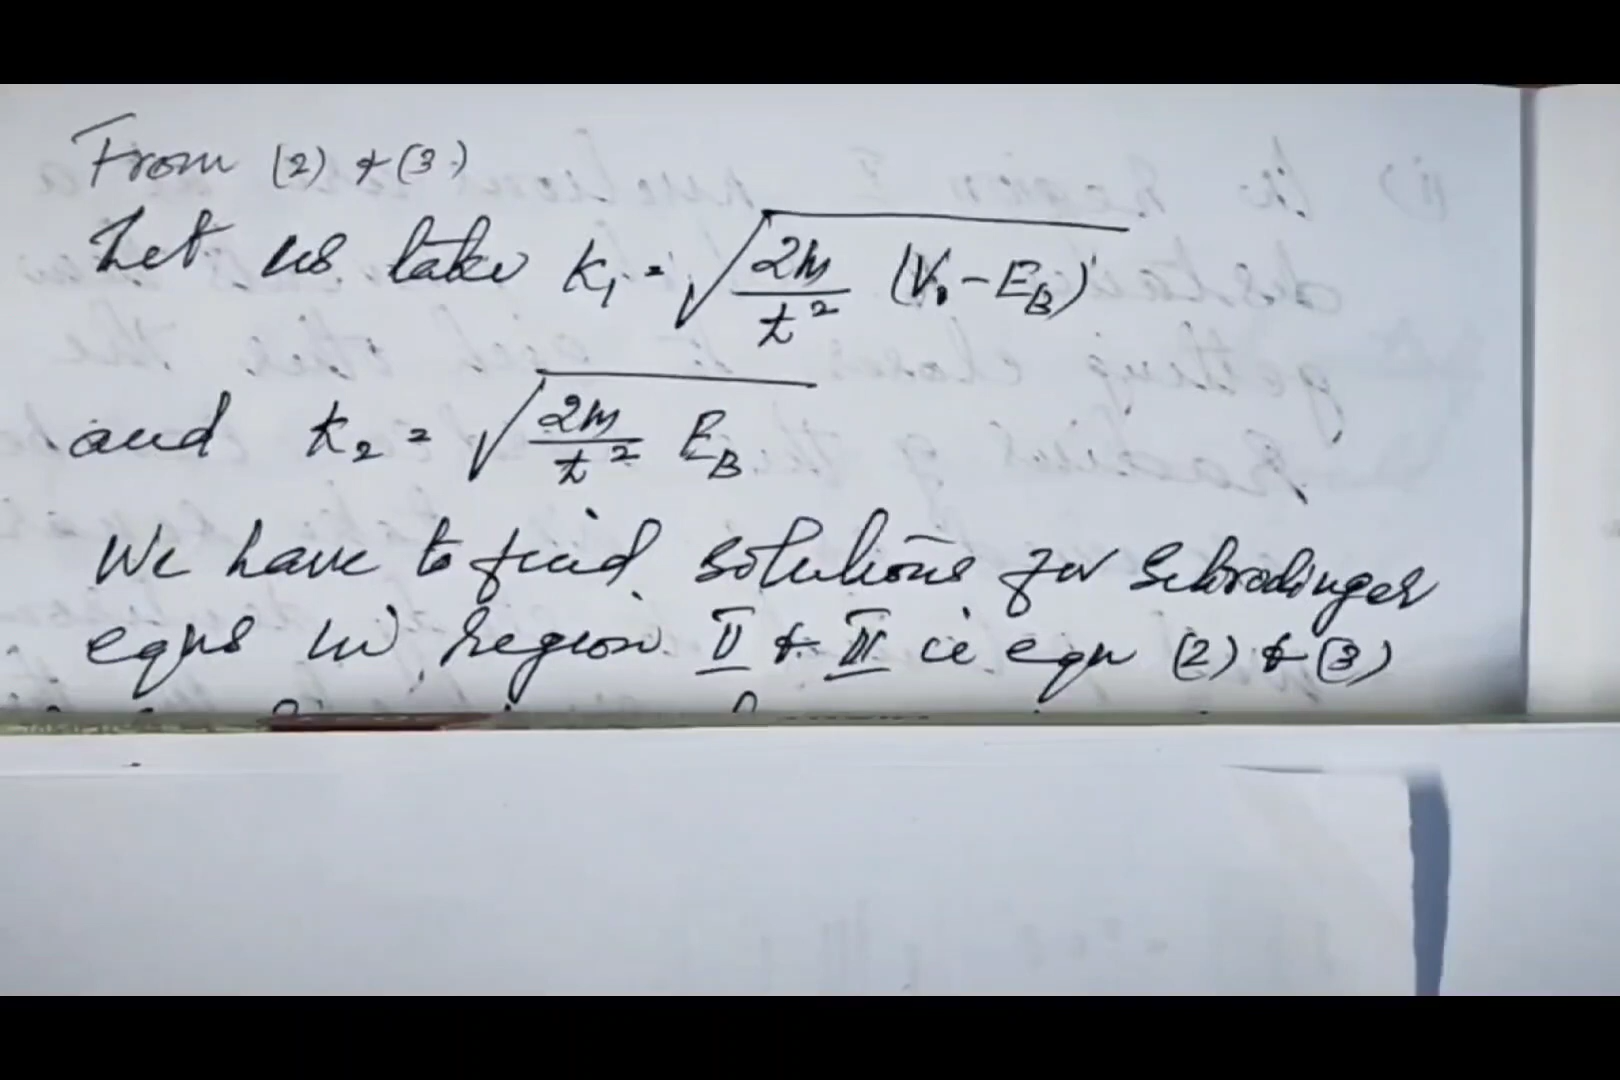 From (2) & (3)
Let us take K₁ = √(2m/ħ² (V₀ - E_B))
and K₂ = √(2m/ħ² E_B)
We have to find solutions for Schrodinger
eqns in region II & III ie eqn (2) & (3)